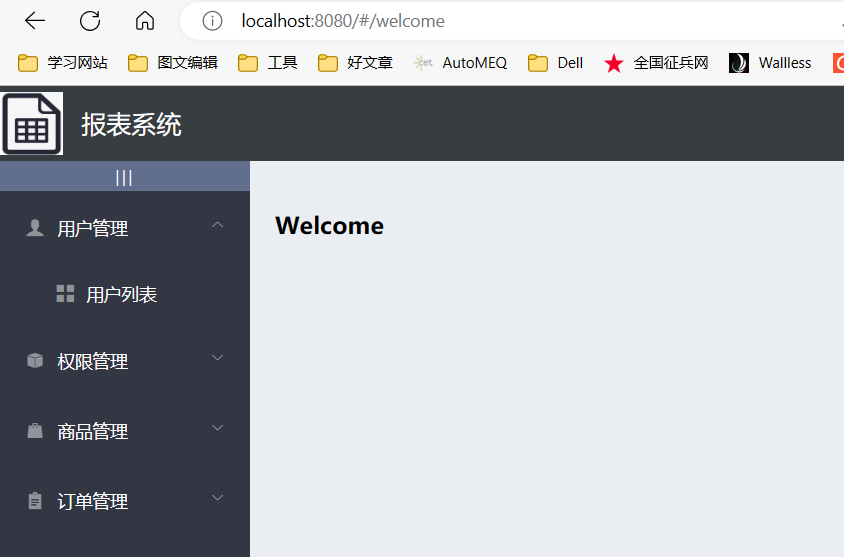 localhost:8080/#/welcome
学习网站 图文编辑 工具 好文章 AutoMEQ Dell 全国征兵网 Wallless
报表系统
|||
用户管理
Welcome
用户列表
权限管理
商品管理
订单管理